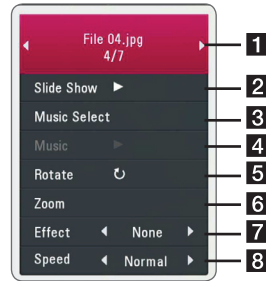 File 04.jpg
4/7
1
Slide Show
2
Music Select
3
Music
4
Rotate
5
Zoom
6
Effect None
7
Speed Normal
8